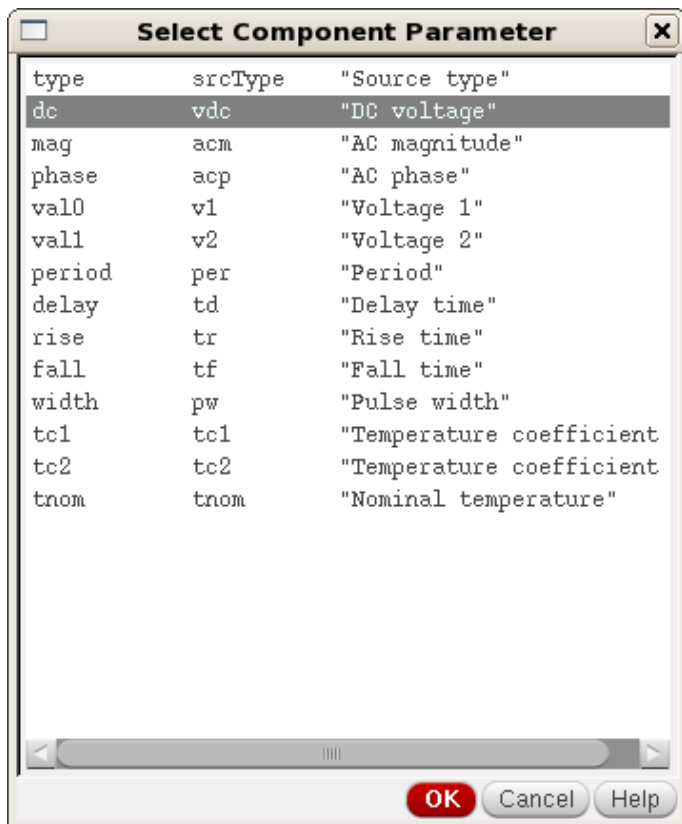 Select Component Parameter
type srcType "Source type"
dc vdc "DC voltage"
mag acm "AC magnitude"
phase acp "AC phase"
val0 v1 "Voltage 1"
val1 v2 "Voltage 2"
period per "Period"
delay td "Delay time"
rise tr "Rise time"
fall tf "Fall time"
width pw "Pulse width"
tc1 tc1 "Temperature coefficient
tc2 tc2 "Temperature coefficient
tnom tnom "Nominal temperature"
OK Cancel Help